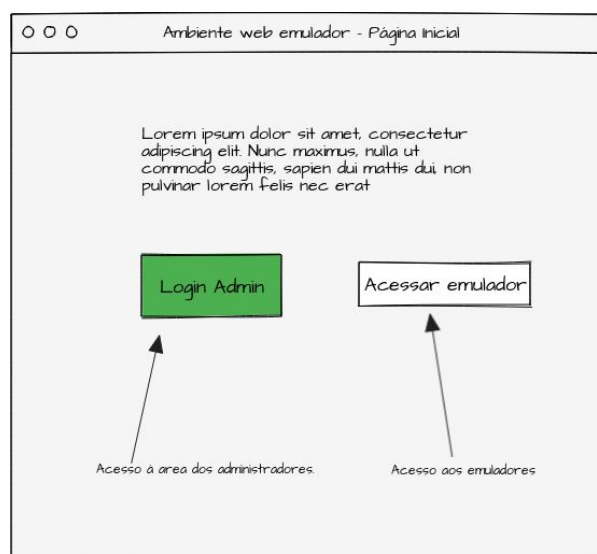 Ambiente web emulador - Página Inicial
Lorem ipsum dolor sit amet, consectetur
adipiscing elit. Nunc maximus, nulla ut
commodo sagittis, sapien dui mattis dui, non
pulvinar lorem felis nec erat
Login Admin
Acessar emulador
Acesso à area dos administradores.
Acesso aos emuladores